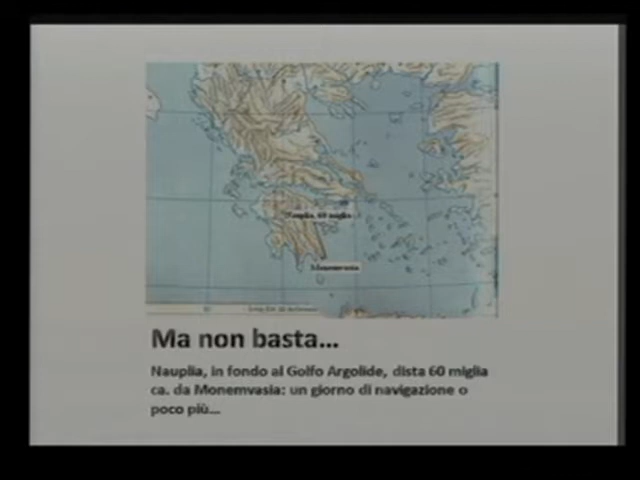 Nauplia, 60 miglia
Monemvasia
Ma non basta...
Nauplia, in fondo al Golfo Argolide, dista 60 miglia
ca. da Monemvasia: un giorno di navigazione o
poco più...